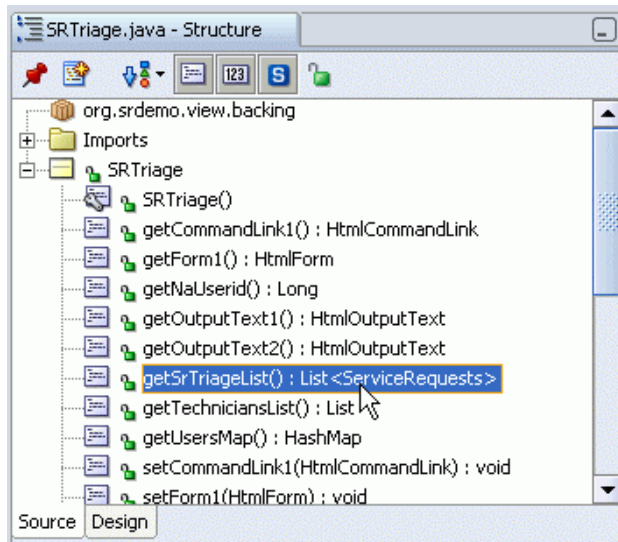 SRTriage.java - Structure
123 S
org.srdemo.view.backing
Imports
SRTriage
SRTriage()
getCommandLink1() : HtmlCommandLink
getForm1() : HtmlForm
getNaUserid() : Long
getOutputText1() : HtmlOutputText
getOutputText2() : HtmlOutputText
getSrTriageList() : List<ServiceRequests>
getTechniciansList() : List
getUsersMap() : HashMap
setCommandLink1(HtmlCommandLink) : void
setForm1(HtmlForm) : void
Source Design